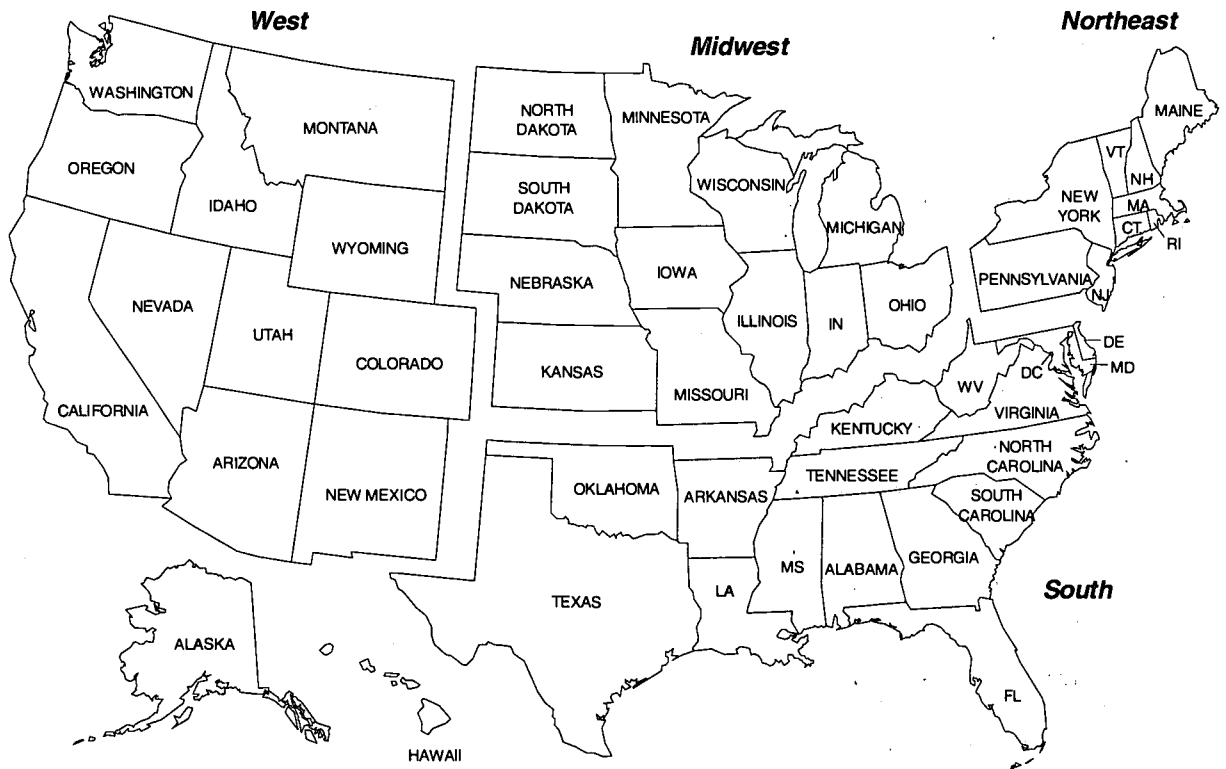 West
Midwest
Northeast
WASHINGTON
MONTANA
NORTH
DAKOTA
MINNESOTA
MAINE
VT
NH
OREGON
IDAHO
SOUTH
DAKOTA
WISCONSIN
MICHIGAN
NEW
YORK
MA
CT
RI
WYOMING
IOWA
PENNSYLVANIA
NJ
NEVADA
NEBRASKA
ILLINOIS
IN
OHIO
UTAH
COLORADO
KANSAS
MISSOURI
WV
DC
DE
MD
CALIFORNIA
KENTUCKY
VIRGINIA
ARIZONA
NEW MEXICO
OKLAHOMA
ARKANSAS
TENNESSEE
NORTH
CAROLINA
SOUTH
CAROLINA
TEXAS
LA
MS
ALABAMA
GEORGIA
South
ALASKA
HAWAII
FL